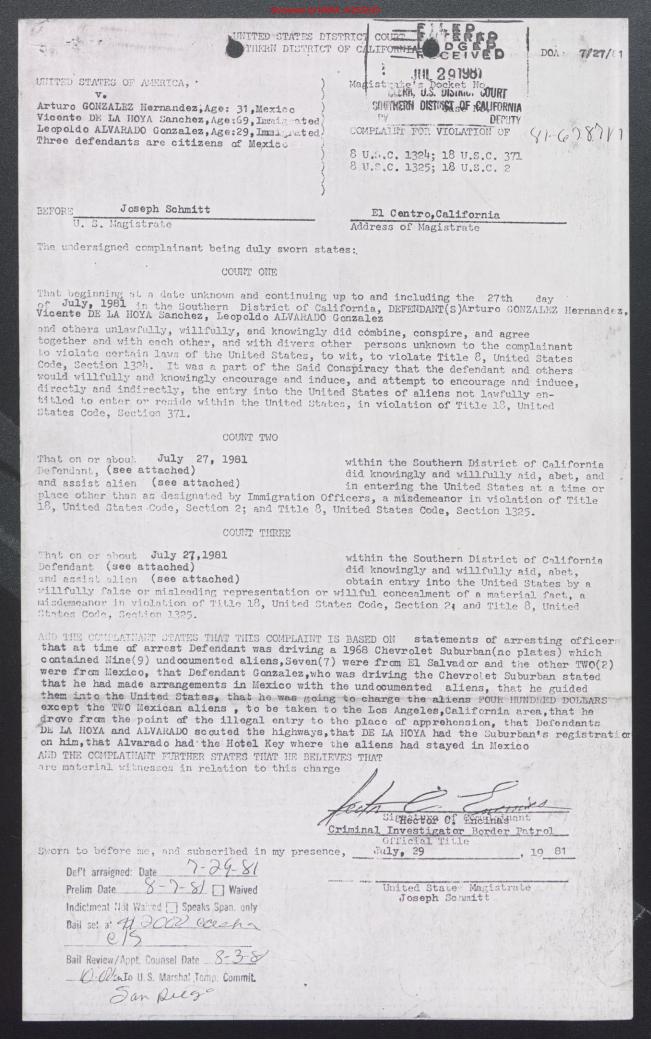 UNITED STATES DISTRICT COURT
SOUTHERN DISTRICT OF CALIFORNIA
FILED
ENTERED
LODGED
RECEIVED
JUL 29 1981
CLERK, U.S. DISTRICT COURT
SOUTHERN DISTRICT OF CALIFORNIA
BY DEPUTY
DOA: 7/27/81
UNITED STATES OF AMERICA,
v.
Arturo GONZALEZ Hernandez,Age: 31,Mexico
Vicente DE LA HOYA Sanchez,Age:69,Immigrated
Leopoldo ALVARADO Gonzalez,Age:29,Immigrated
Three defendants are citizens of Mexico
Magistrate's Docket No.
COMPLAINT FOR VIOLATION OF
8 U.S.C. 1324; 18 U.S.C. 371
8 U.S.C. 1325; 18 U.S.C. 2
BEFORE Joseph Schmitt
U. S. Magistrate
El Centro,California
Address of Magistrate
The undersigned complainant being duly sworn states:
COUNT ONE
That beginning at a date unknown and continuing up to and including the 27th day
of July, 1981 in the Southern District of California, DEFENDANT(S)Arturo GONZALEZ Hernandez,
Vicente DE LA HOYA Sanchez, Leopoldo ALVARADO Gonzalez
and others unlawfully, willfully, and knowingly did combine, conspire, and agree
together and with each other, and with divers other persons unknown to the complainant
to violate certain laws of the United States, to wit, to violate Title 8, United States
Code, Section 1324. It was a part of the Said Conspiracy that the defendant and others
would willfully and knowingly encourage and induce, and attempt to encourage and induce,
directly and indirectly, the entry into the United States of aliens not lawfully en-
titled to enter or reside within the United States, in violation of Title 18, United
States Code, Section 371.
COUNT TWO
That on or about July 27, 1981 within the Southern District of California
Defendant, (see attached) did knowingly and willfully aid, abet, and
and assist alien (see attached) in entering the United States at a time or
place other than as designated by Immigration Officers, a misdemeanor in violation of Title
18, United States Code, Section 2; and Title 8, United States Code, Section 1325.
COUNT THREE
That on or about July 27,1981 within the Southern District of California
Defendant (see attached) did knowingly and willfully aid, abet,
and assist alien (see attached) obtain entry into the United States by a
willfully false or misleading representation or willful concealment of a material fact, a
misdemeanor in violation of Title 18, United States Code, Section 2; and Title 8, United
States Code, Section 1325.
AND THE COMPLAINANT STATES THAT THIS COMPLAINT IS BASED ON statements of arresting officers
that at time of arrest Defendant was driving a 1968 Chevrolet Suburban(no plates) which
contained Nine(9) undocumented aliens,Seven(7) were from El Salvador and the other TWO(2)
were from Mexico, that Defendant Gonzalez,who was driving the Chevrolet Suburban stated
that he had made arrangements in Mexico with the undocumented aliens, that he guided
them into the United States, that he was going to charge the aliens FOUR HUNDRED DOLLARS
except the TWO Mexican aliens , to be taken to the Los Angeles,California area,that he
drove from the point of the illegal entry to the place of apprehension, that Defendants
DE LA HOYA and ALVARADO scouted the highways,that DE LA HOYA had the Suburban's registration
on him,that Alvarado had the Hotel Key where the aliens had stayed in Mexico
AND THE COMPLAINANT FURTHER STATES THAT HE BELIEVES THAT
are material witnesses in relation to this charge
Signature of Complainant
Hector C. Encinas
Criminal Investigator Border Patrol
Official Title
Sworn to before me, and subscribed in my presence, July, 29 , 19 81
United States Magistrate
Joseph Schmitt
Def't arraigned: Date 7-29-81
Prelim Date 8-7-81 Waived
Indictment Not Waived Speaks Span. only
Bail set at
C/S
Bail Review/Appt. Counsel Date 8-3-81
To U.S. Marshal Temp. Commit.
San Diego